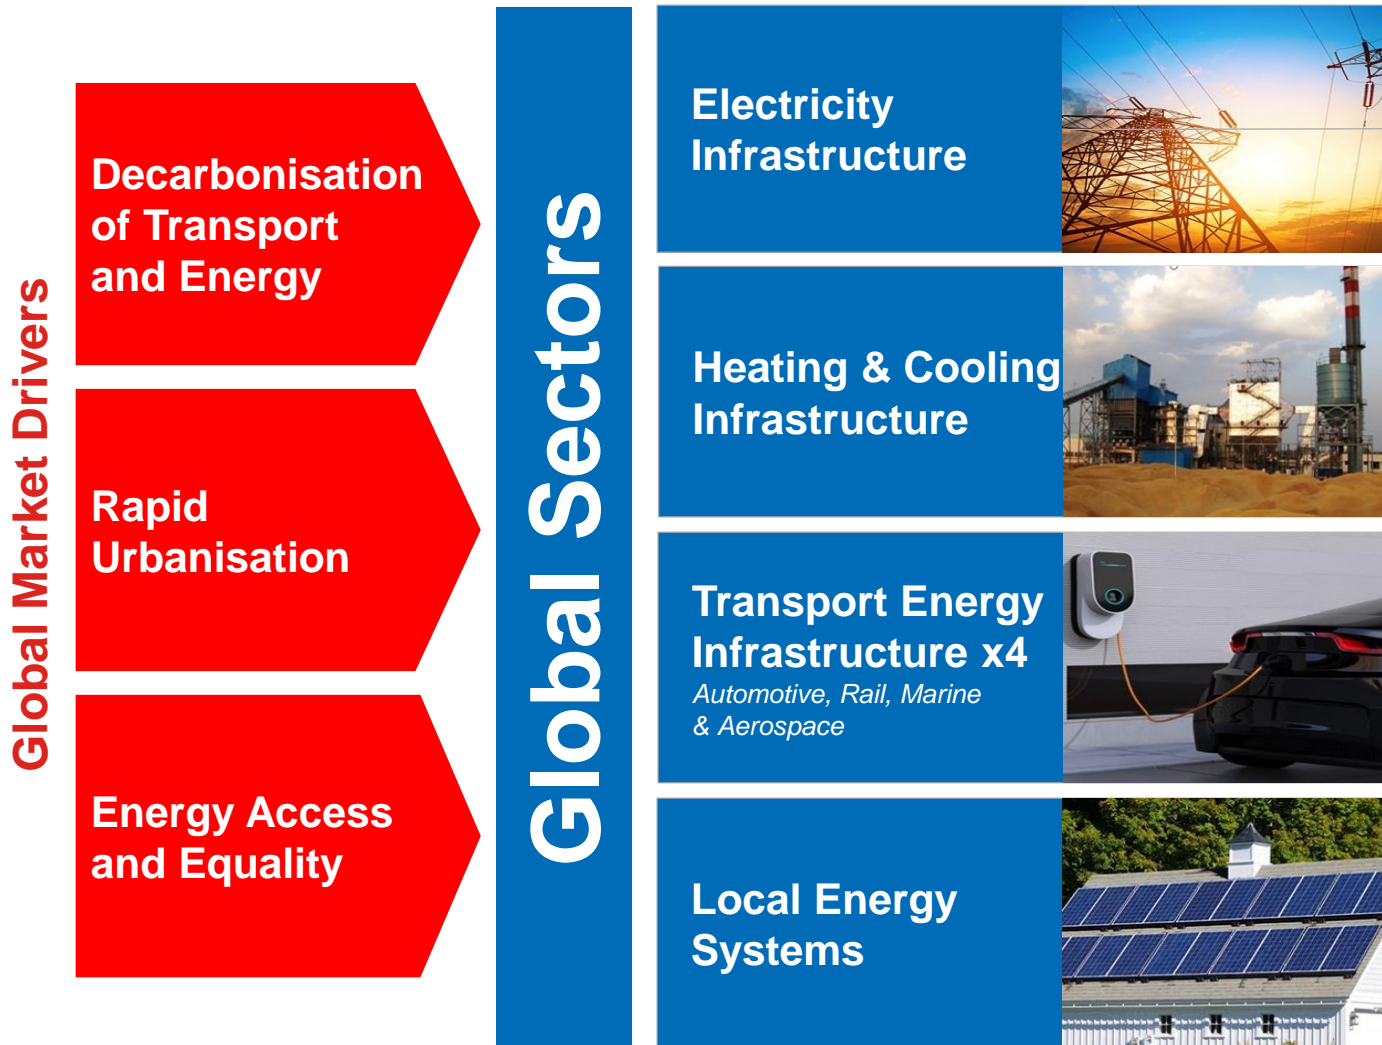 Global Market Drivers
Decarbonisation
of Transport
and Energy
Rapid
Urbanisation
Energy Access
and Equality
Global Sectors
Electricity
Infrastructure
Heating & Cooling
Infrastructure
Transport Energy
Infrastructure x4
Automotive, Rail, Marine
& Aerospace
Local Energy
Systems